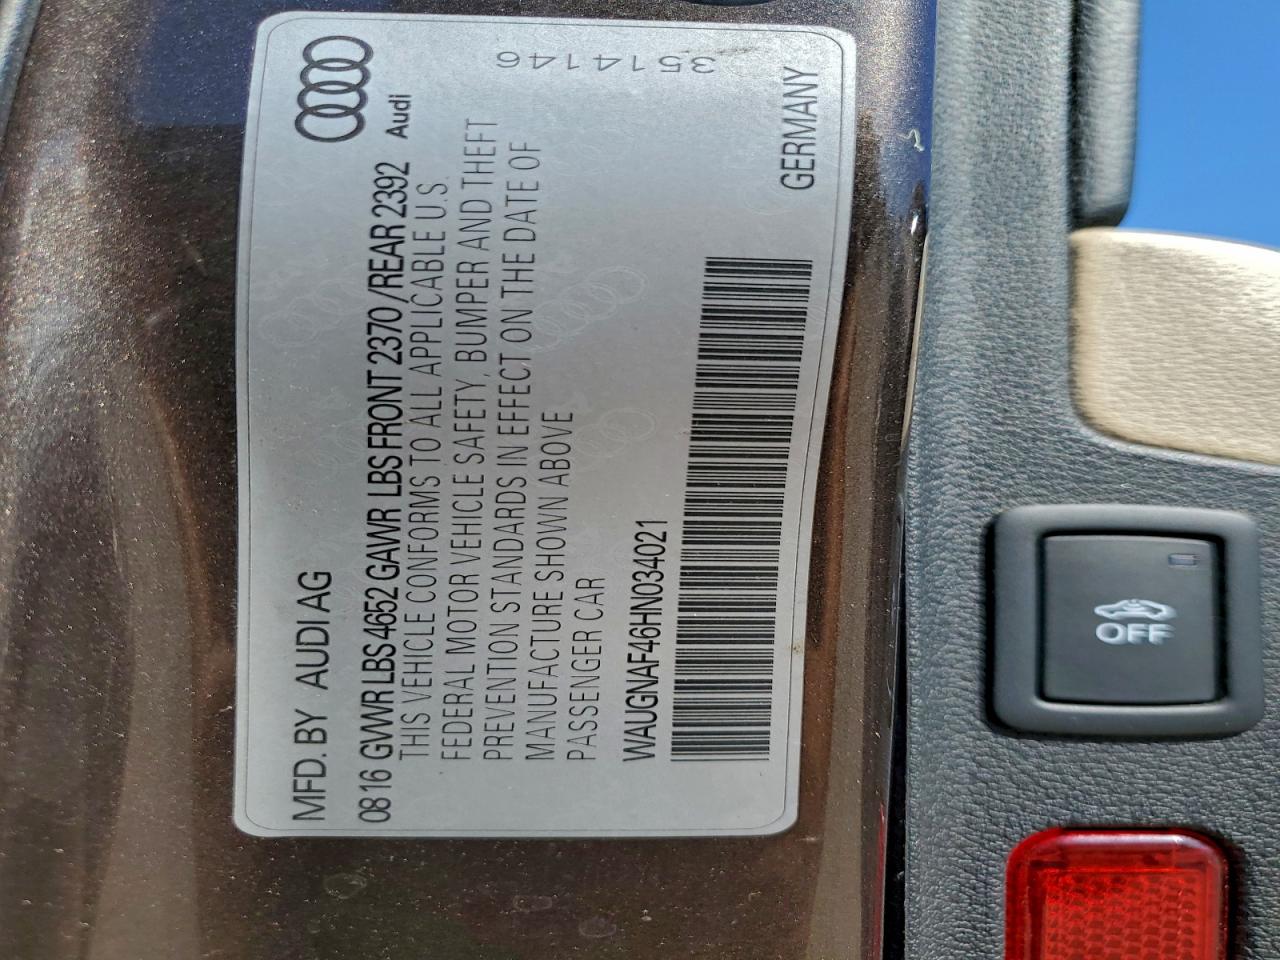 Audi
MFD. BY AUDI AG
0816 GVWR LBS 4652 GAWR LBS FRONT 2370 / REAR 2392
THIS VEHICLE CONFORMS TO ALL APPLICABLE U.S.
FEDERAL MOTOR VEHICLE SAFETY, BUMPER AND THEFT
PREVENTION STANDARDS IN EFFECT ON THE DATE OF
MANUFACTURE SHOWN ABOVE
PASSENGER CAR
WAUGNAF46HN034021
GERMANY
3514146
OFF